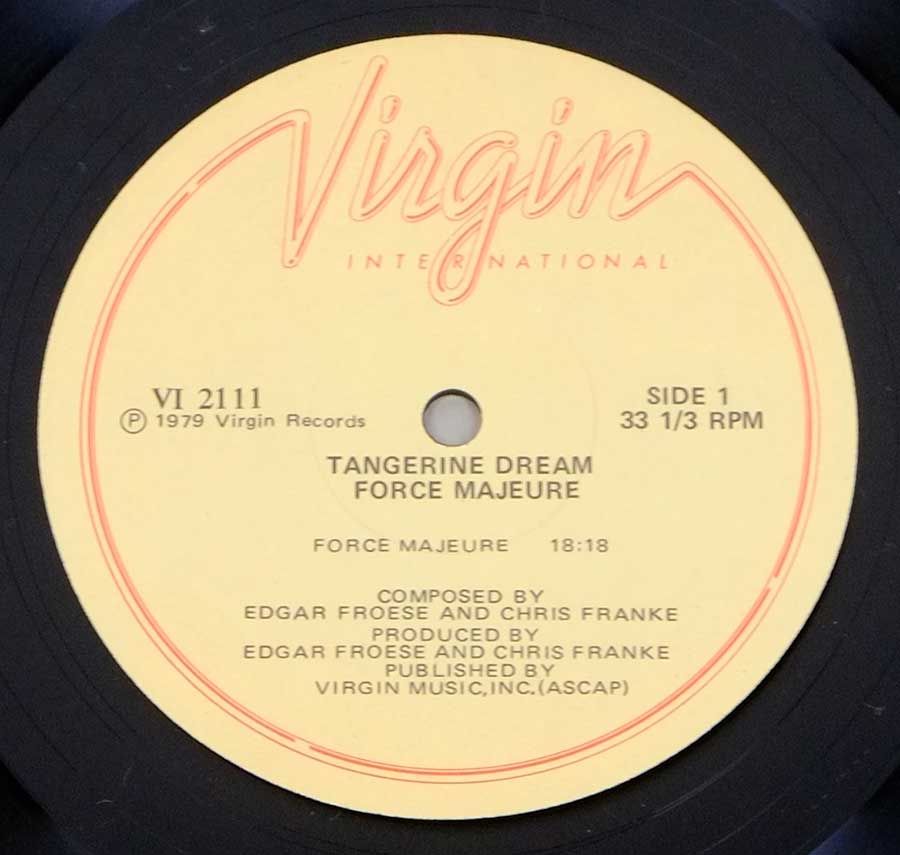 Virgin
INTERNATIONAL
VI 2111
Ⓟ 1979 Virgin Records
SIDE 1
33 1/3 RPM
TANGERINE DREAM
FORCE MAJEURE
FORCE MAJEURE 18:18
COMPOSED BY
EDGAR FROESE AND CHRIS FRANKE
PRODUCED BY
EDGAR FROESE AND CHRIS FRANKE
PUBLISHED BY
VIRGIN MUSIC,INC.(ASCAP)